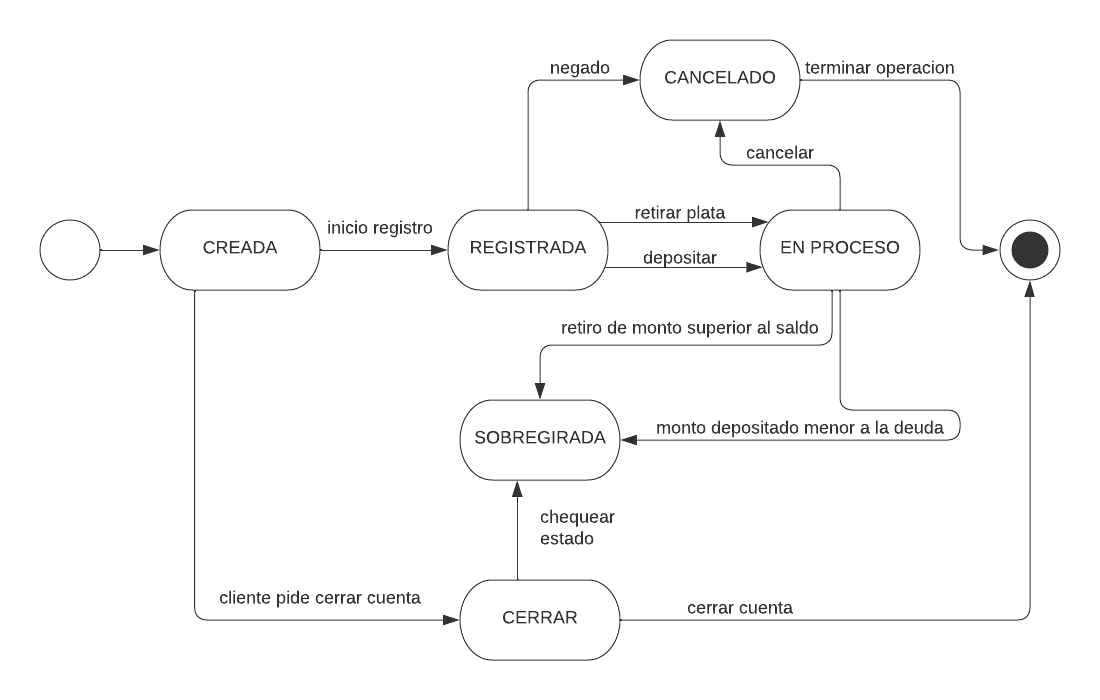 negado
CANCELADO
terminar operacion
cancelar
CREADA
inicio registro
REGISTRADA
retirar plata
depositar
EN PROCESO
retiro de monto superior al saldo
SOBREGIRADA
monto depositado menor a la deuda
chequear
estado
cliente pide cerrar cuenta
CERRAR
cerrar cuenta